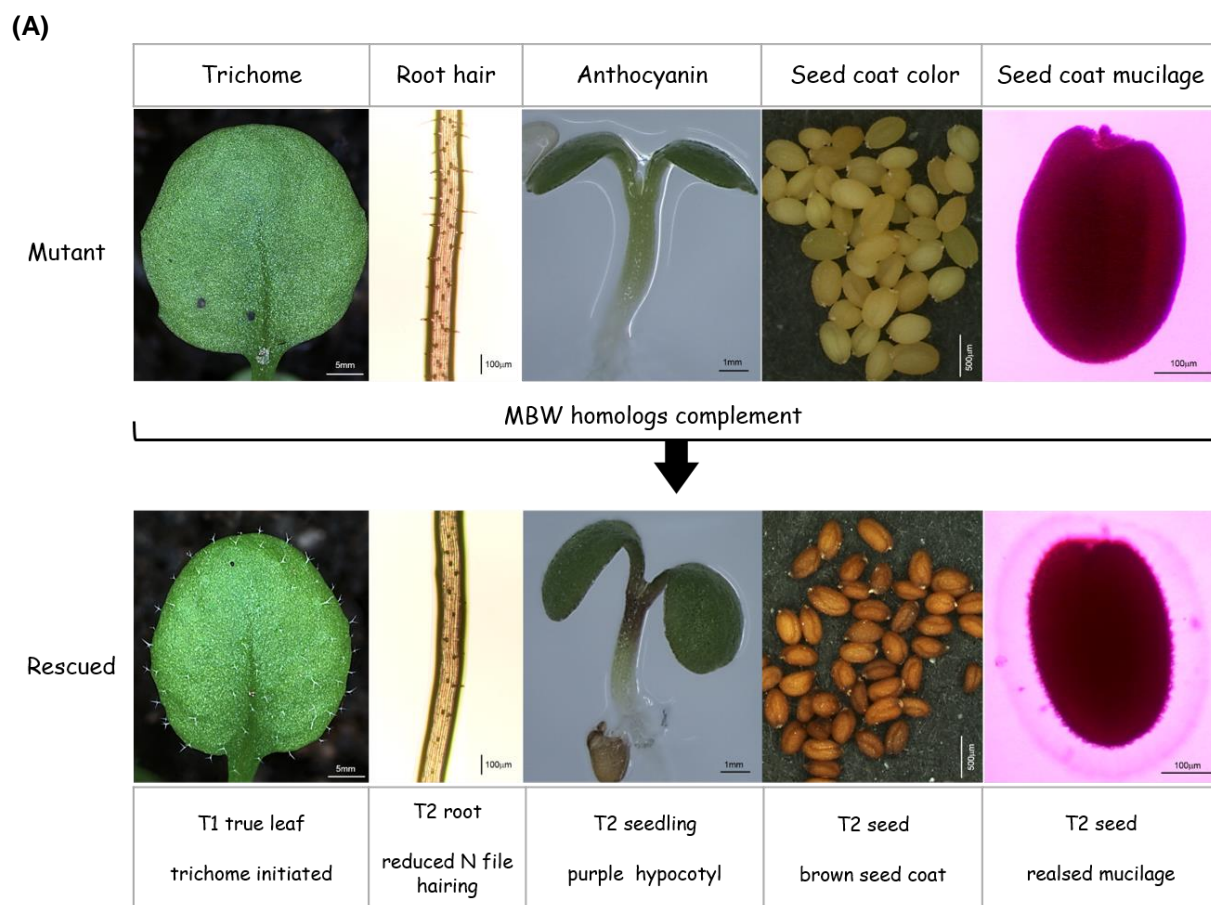 (A)
Trichome Root hair Anthocyanin Seed coat color Seed coat mucilage
Mutant
5mm 100μm 1mm 500μm 100μm
MBW homologs complement
Rescued
5mm 100μm 1mm 500μm 100μm
T1 true leaf T2 root T2 seedling T2 seed T2 seed
trichome initiated reduced N file hairing purple hypocotyl brown seed coat realsed mucilage